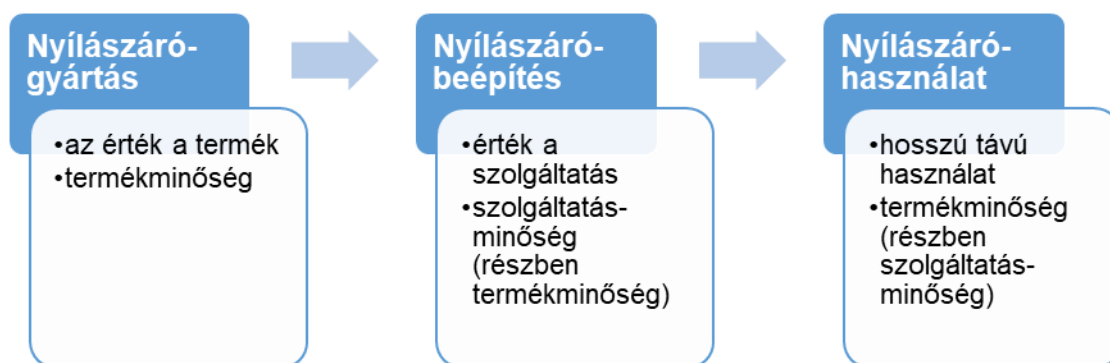 Nyílászáró-
gyártás
•az érték a termék
•termékminőség
Nyílászáró-
beépítés
•érték a
szolgáltatás
•szolgáltatás-
minőség
(részben
termékminőség)
Nyílászáró-
használat
•hosszú távú
használat
•termékminőség
(részben
szolgáltatás-
minőség)